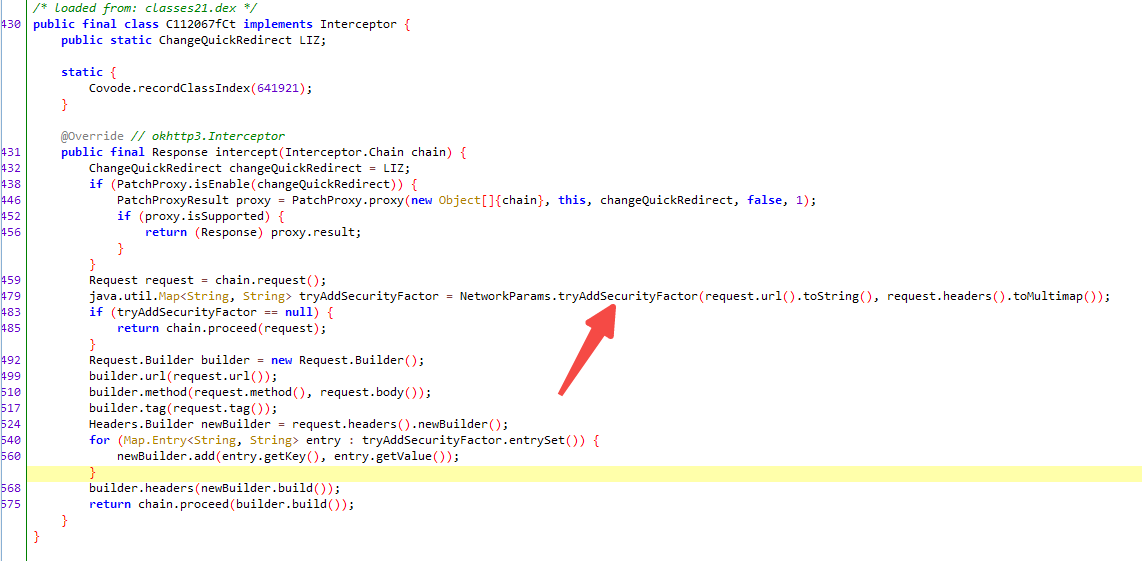 /* loaded from: classes21.dex */
430 public final class C112067fCt implements Interceptor {
public static ChangeQuickRedirect LIZ;
static {
Covode.recordClassIndex(641921);
}
@Override // okhttp3.Interceptor
431 public final Response intercept(Interceptor.Chain chain) {
432 ChangeQuickRedirect changeQuickRedirect = LIZ;
438 if (PatchProxy.isEnable(changeQuickRedirect)) {
446 PatchProxyResult proxy = PatchProxy.proxy(new Object[]{chain}, this, changeQuickRedirect, false, 1);
452 if (proxy.isSupported) {
456 return (Response) proxy.result;
}
}
459 Request request = chain.request();
479 java.util.Map<String, String> tryAddSecurityFactor = NetworkParams.tryAddSecurityFactor(request.url().toString(), request.headers().toMultimap());
483 if (tryAddSecurityFactor == null) {
485 return chain.proceed(request);
}
492 Request.Builder builder = new Request.Builder();
499 builder.url(request.url());
510 builder.method(request.method(), request.body());
517 builder.tag(request.tag());
524 Headers.Builder newBuilder = request.headers().newBuilder();
540 for (Map.Entry<String, String> entry : tryAddSecurityFactor.entrySet()) {
560 newBuilder.add(entry.getKey(), entry.getValue());
}
568 builder.headers(newBuilder.build());
575 return chain.proceed(builder.build());
}
}